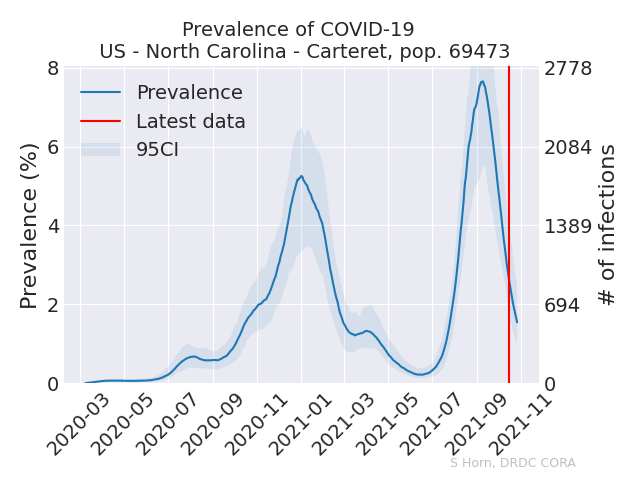 Prevalence of COVID-19
US - North Carolina - Carteret, pop. 69473
Prevalence (%)
8
6
4
2
0
Prevalence
Latest data
95CI
2778
2084
1389
694
0
# of infections
2020-03
2020-05
2020-07
2020-09
2020-11
2021-01
2021-03
2021-05
2021-07
2021-09
2021-11
S Horn, DRDC CORA